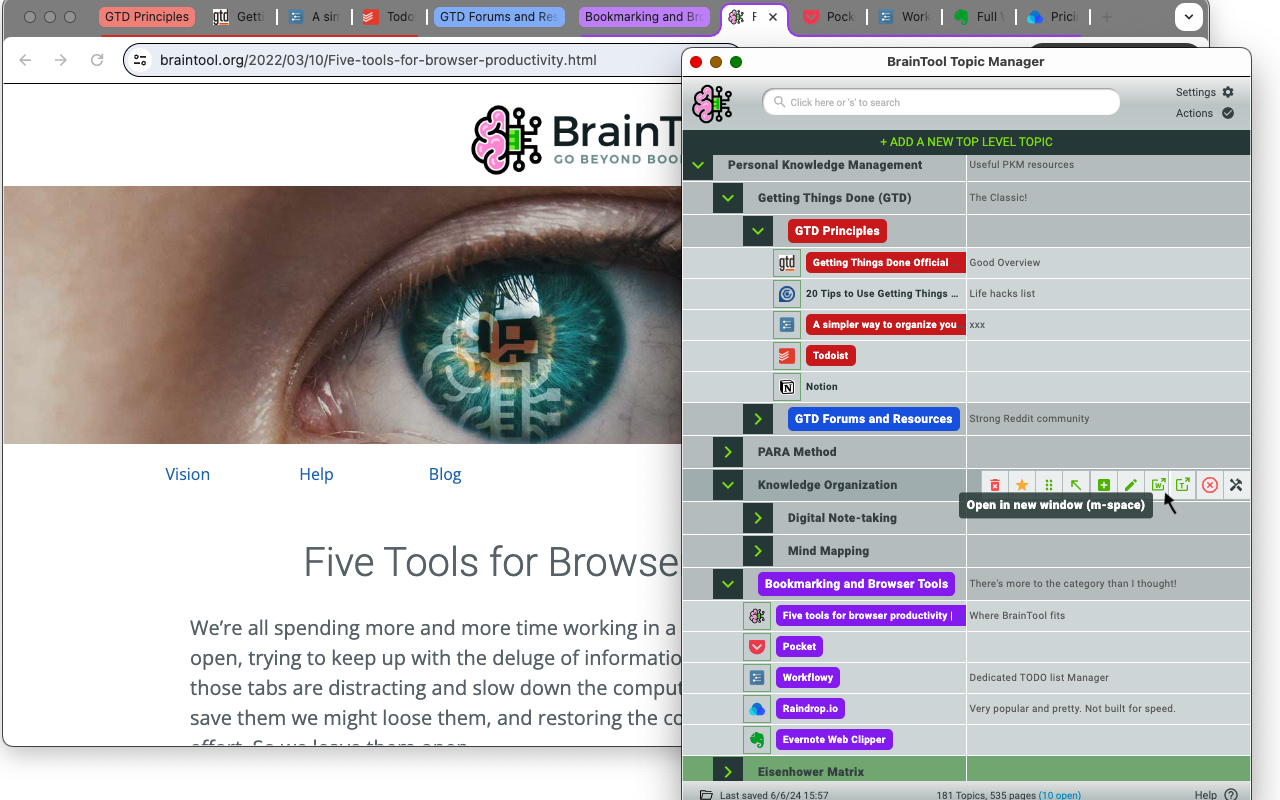 GTD Principles
Getti
A sim
Todo
GTD Forums and Res
Bookmarking and Bro
F
Pock
Work
Full
Pricin
braintool.org/2022/03/10/Five-tools-for-browser-productivity.html
BrainT
GO BEYOND BOO
Vision
Help
Blog
Five Tools for Browse
We're all spending more and more time working in a
open, trying to keep up with the deluge of informatio
those tabs are distracting and slow down the comput
save them we might loose them, and restoring the co
effort. So we leave them open
BrainTool Topic Manager
Click here or 's' to search
Settings
Actions
+ ADD A NEW TOP LEVEL TOPIC
Personal Knowledge Management
Useful PKM resources
Getting Things Done (GTD)
The Classic!
GTD Principles
gtd
Getting Things Done Official
Good Overview
20 Tips to Use Getting Things ...
Life hacks list
A simpler way to organize you
xxx
Todoist
Notion
GTD Forums and Resources
Strong Reddit community
PARA Method
Knowledge Organization
Open in new window (m-space)
Digital Note-taking
Mind Mapping
Bookmarking and Browser Tools
There's more to the category than I thought!
Five tools for browser productivity |
Where BrainTool fits
Pocket
Workflowy
Dedicated TODO list Manager
Raindrop.io
Very popular and pretty. Not built for speed.
Evernote Web Clipper
Eisenhower Matrix
Last saved 6/6/24 15:57
181 Topics, 535 pages (10 open)
Help